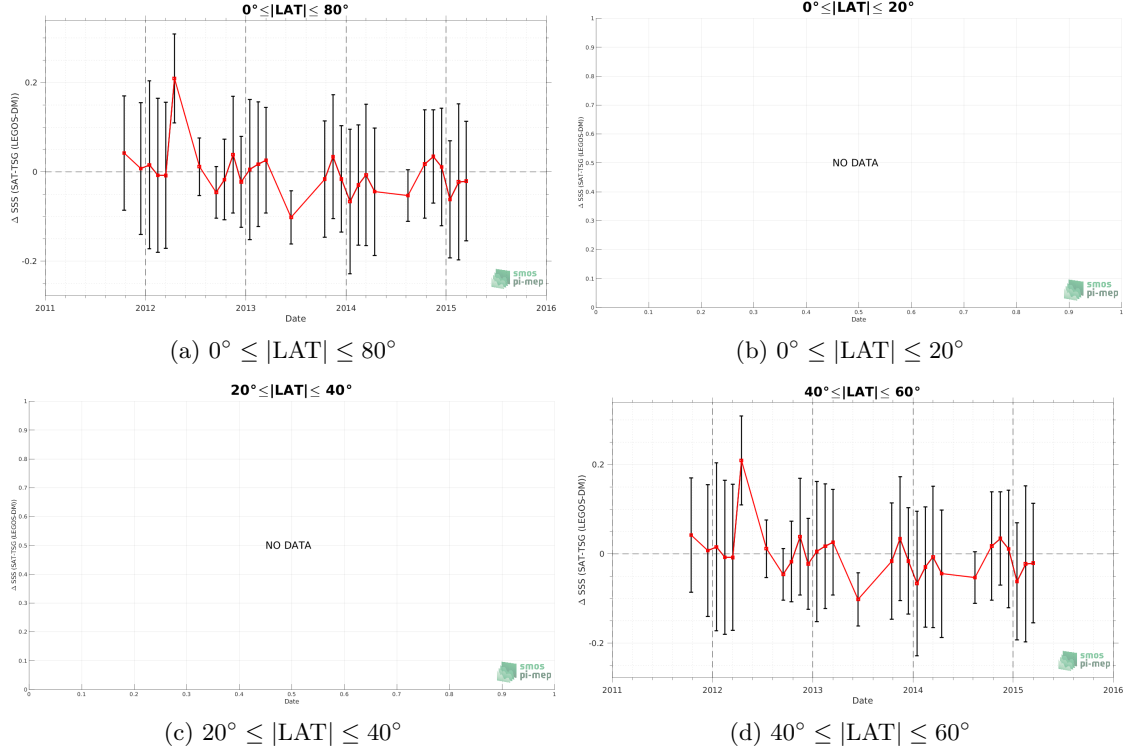 0°≤|LAT|≤ 80°
Δ SSS (SAT-TSG (LEGOS-DM))
0.2
0
-0.2
2011 2012 2013 2014 2015 2016
Date
smos
pi-mep
(a) 0° ≤ |LAT| ≤ 80°
0°≤|LAT|≤ 20°
Δ SSS (SAT-TSG (LEGOS-DM))
1
0.9
0.8
0.7
0.6
0.5
0.4
0.3
0.2
0.1
0
NO DATA
0 0.1 0.2 0.3 0.4 0.5 0.6 0.7 0.8 0.9 1
Date
smos
pi-mep
(b) 0° ≤ |LAT| ≤ 20°
20°≤|LAT|≤ 40°
Δ SSS (SAT-TSG (LEGOS-DM))
1
0.9
0.8
0.7
0.6
0.5
0.4
0.3
0.2
0.1
0
NO DATA
0 0.1 0.2 0.3 0.4 0.5 0.6 0.7 0.8 0.9 1
Date
smos
pi-mep
(c) 20° ≤ |LAT| ≤ 40°
40°≤|LAT|≤ 60°
Δ SSS (SAT-TSG (LEGOS-DM))
0.2
0
-0.2
2011 2012 2013 2014 2015 2016
Date
smos
pi-mep
(d) 40° ≤ |LAT| ≤ 60°